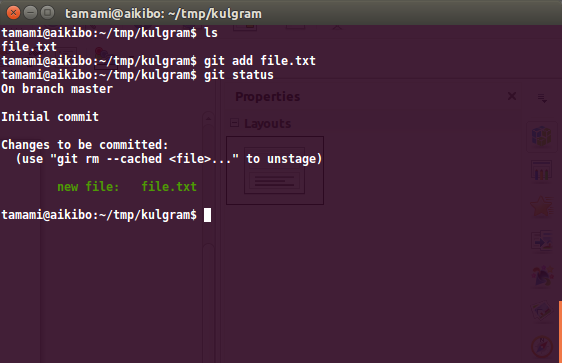 tamami@aikibo: ~/tmp/kulgram
tamami@aikibo:~/tmp/kulgram$ ls
file.txt
tamami@aikibo:~/tmp/kulgram$ git add file.txt
tamami@aikibo:~/tmp/kulgram$ git status
On branch master
Properties
Initial commit
Layouts
Changes to be committed:
  (use "git rm --cached <file>..." to unstage)
        new file:   file.txt
tamami@aikibo:~/tmp/kulgram$